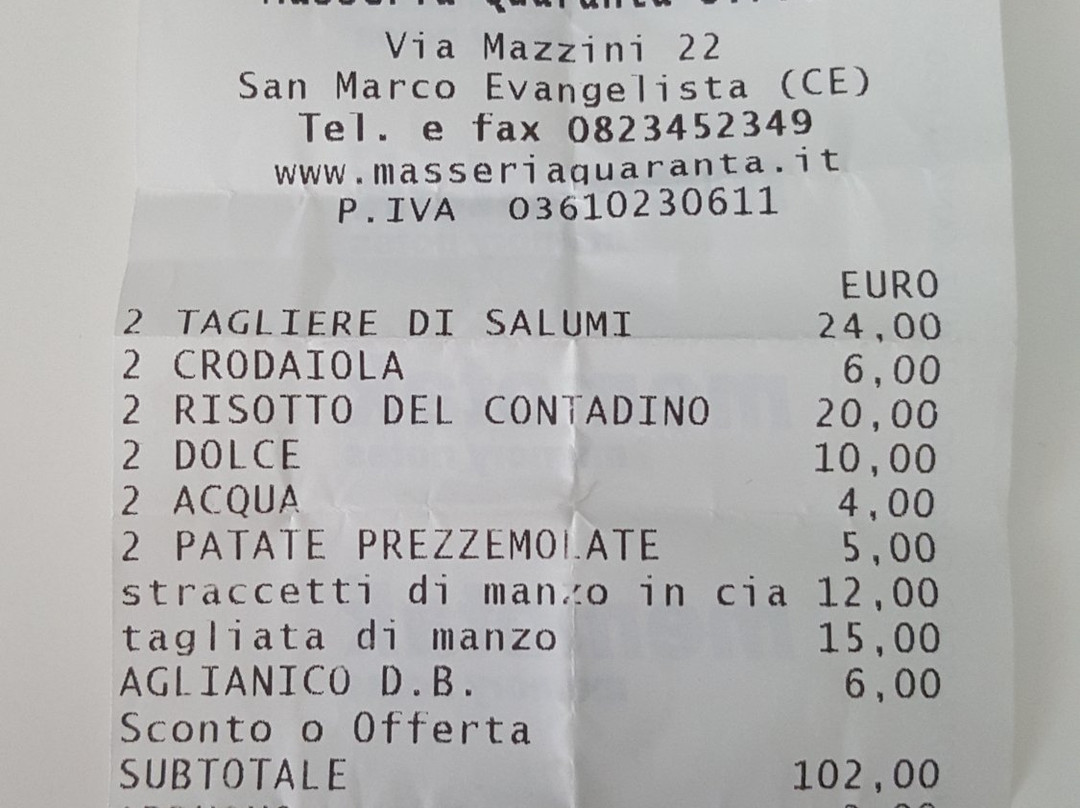 Masseria Quaranta
Via Mazzini 22
San Marco Evangelista (CE)
Tel. e fax 0823452349
www.masseriaquaranta.it
P.IVA 03610230611
EURO
2 TAGLIERE DI SALUMI 24,00
2 CRODAIOLA 6,00
2 RISOTTO DEL CONTADINO 20,00
2 DOLCE 10,00
2 ACQUA 4,00
2 PATATE PREZZEMOLATE 5,00
straccetti di manzo in cia 12,00
tagliata di manzo 15,00
AGLIANICO D.B. 6,00
Sconto o Offerta
SUBTOTALE 102,00